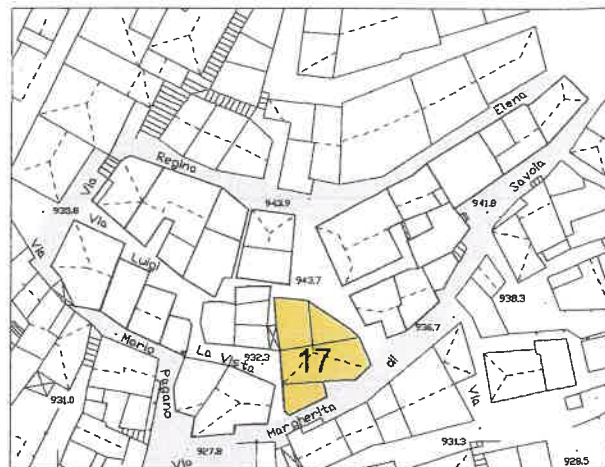 Elena
Regina
Via
Savoia
935.8
943.9
941.8
Via
Via
Luigi
943.7
938.3
936.7
Mario
La Vista
932.3
17
di
931.0
Pagano
Margherita
Via
927.8
Via
931.3
928.5